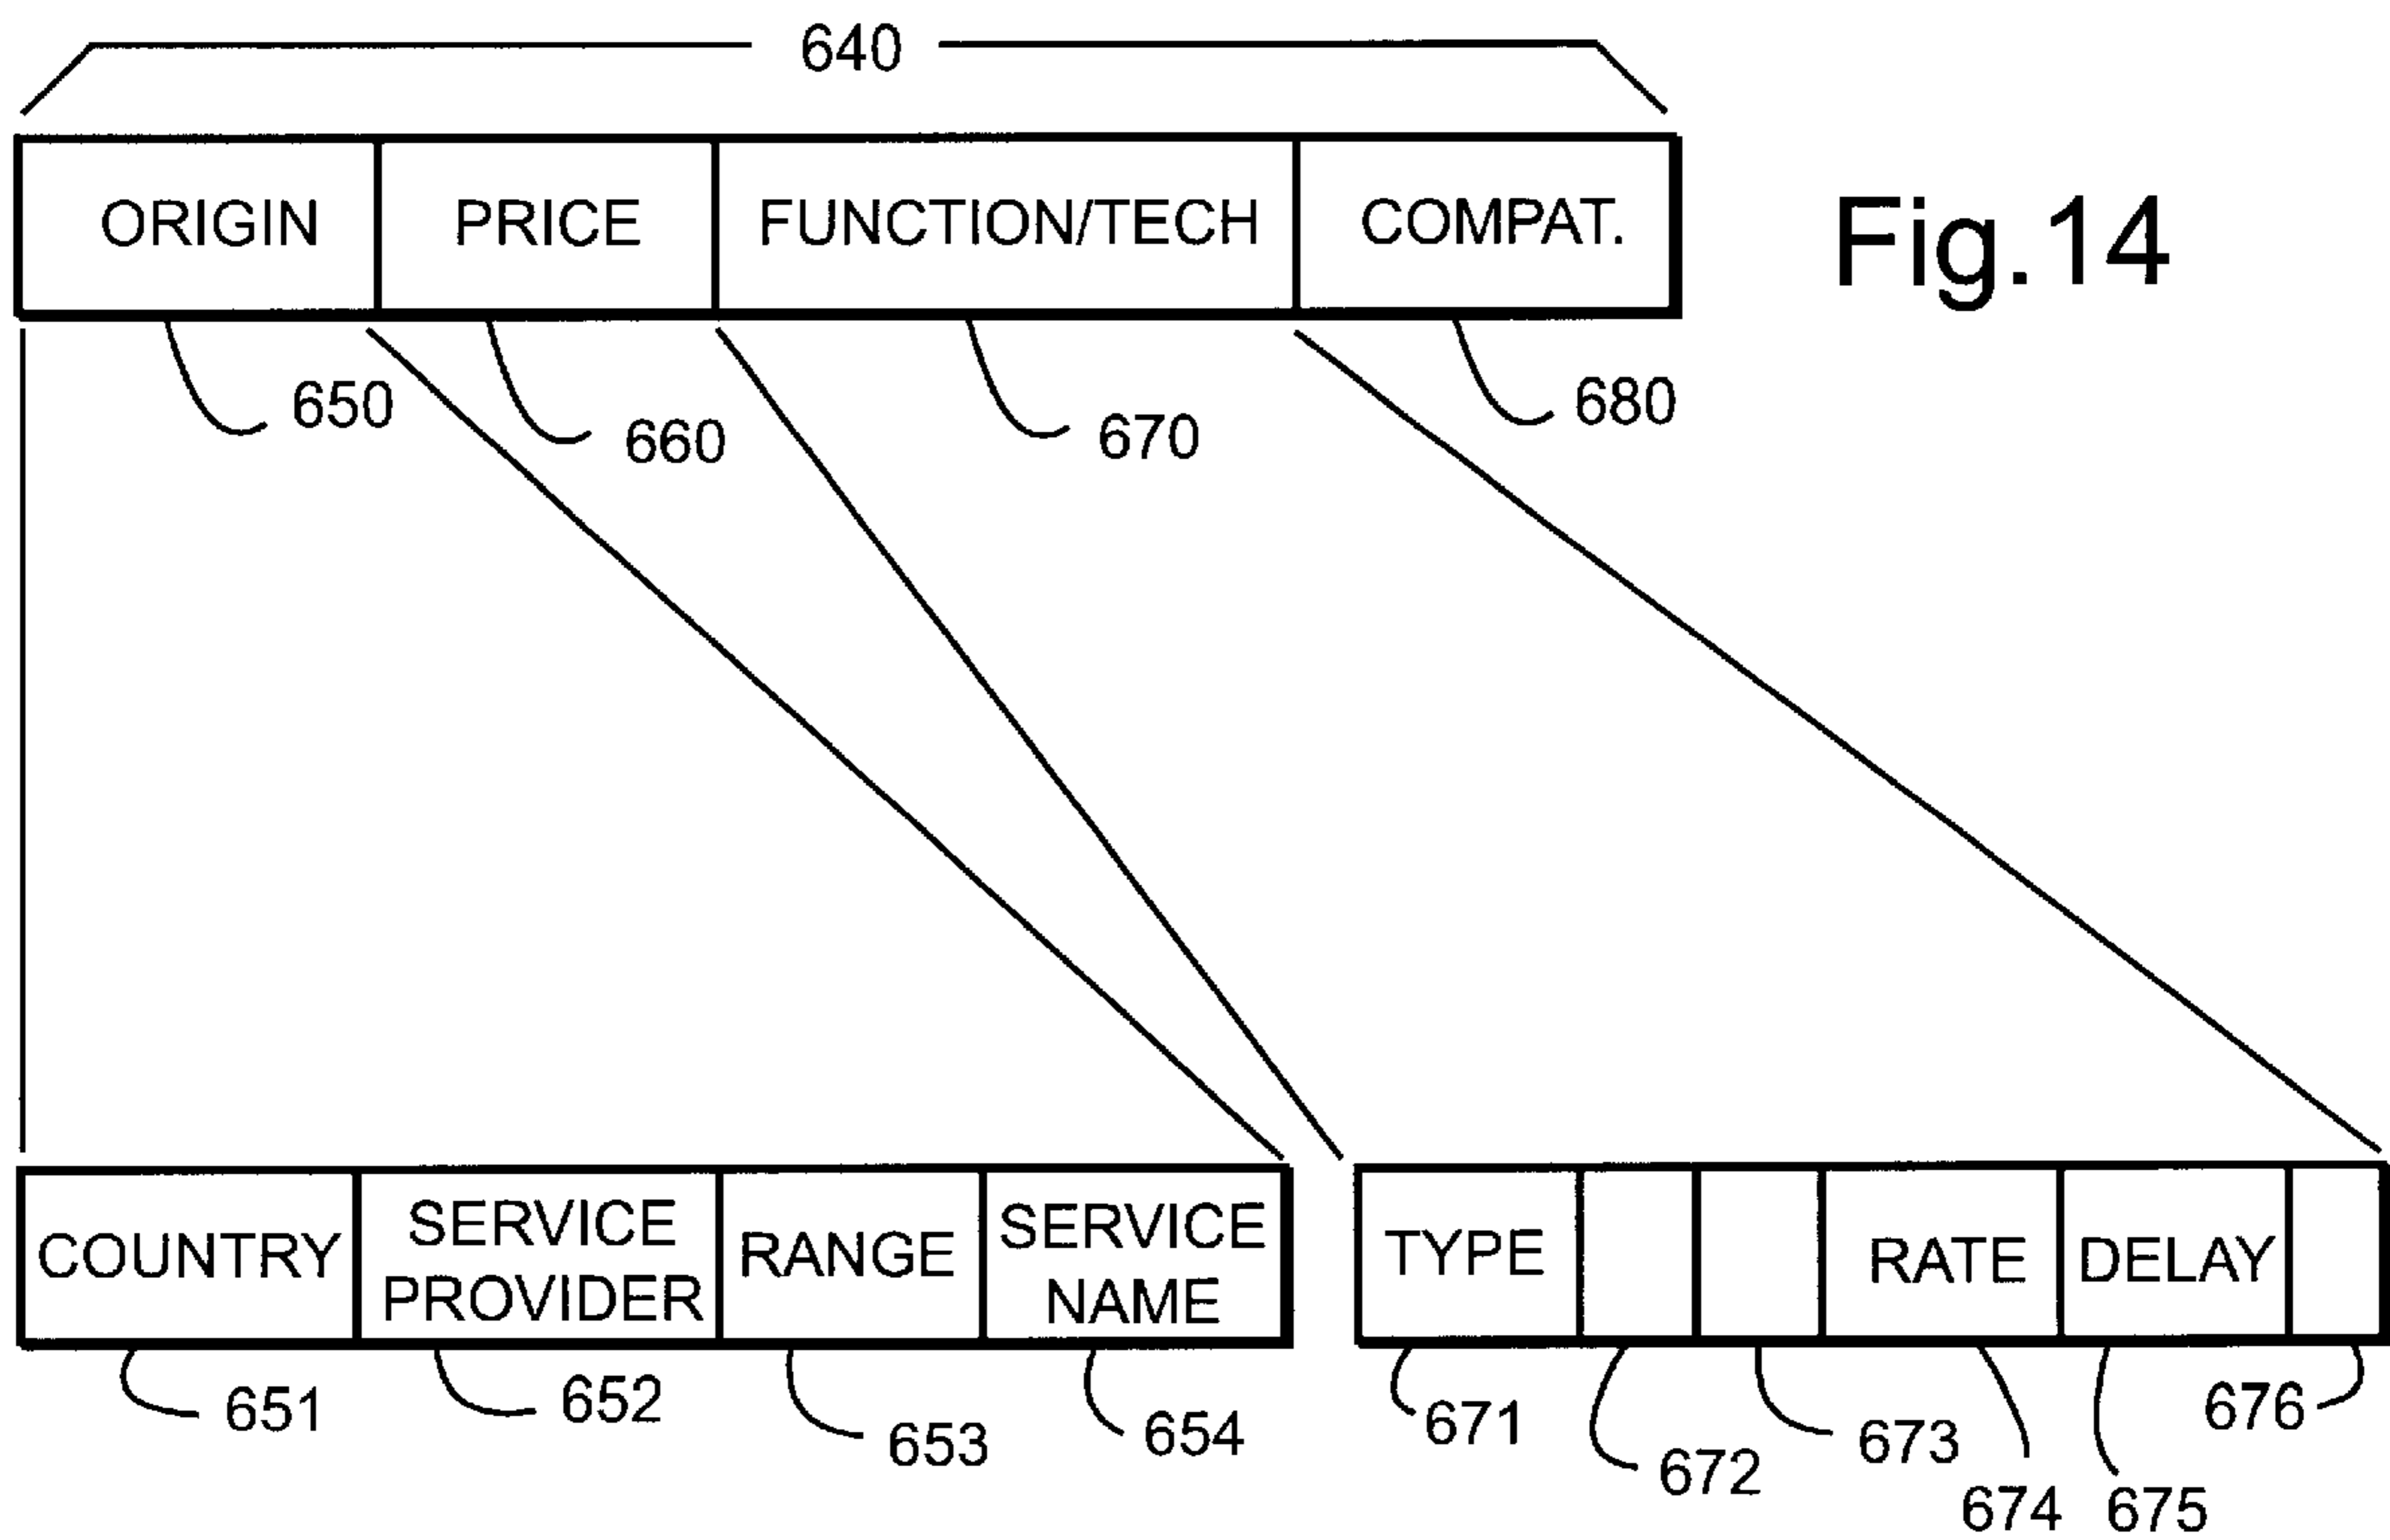 640
ORIGIN PRICE FUNCTION/TECH COMPAT.
Fig.14
650 660 670 680
COUNTRY
SERVICE
PROVIDER
RANGE
SERVICE
NAME
TYPE RATE DELAY
651 652 653 654 671 672 673 674 675 676